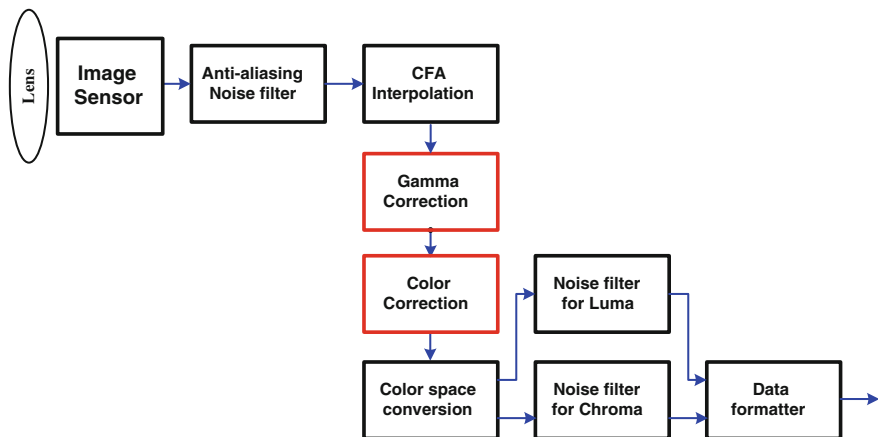 Lens
Image
Sensor
Anti-aliasing
Noise filter
CFA
Interpolation
Gamma
Correction
Color
Correction
Noise filter
for Luma
Color space
conversion
Noise filter
for Chroma
Data
formatter